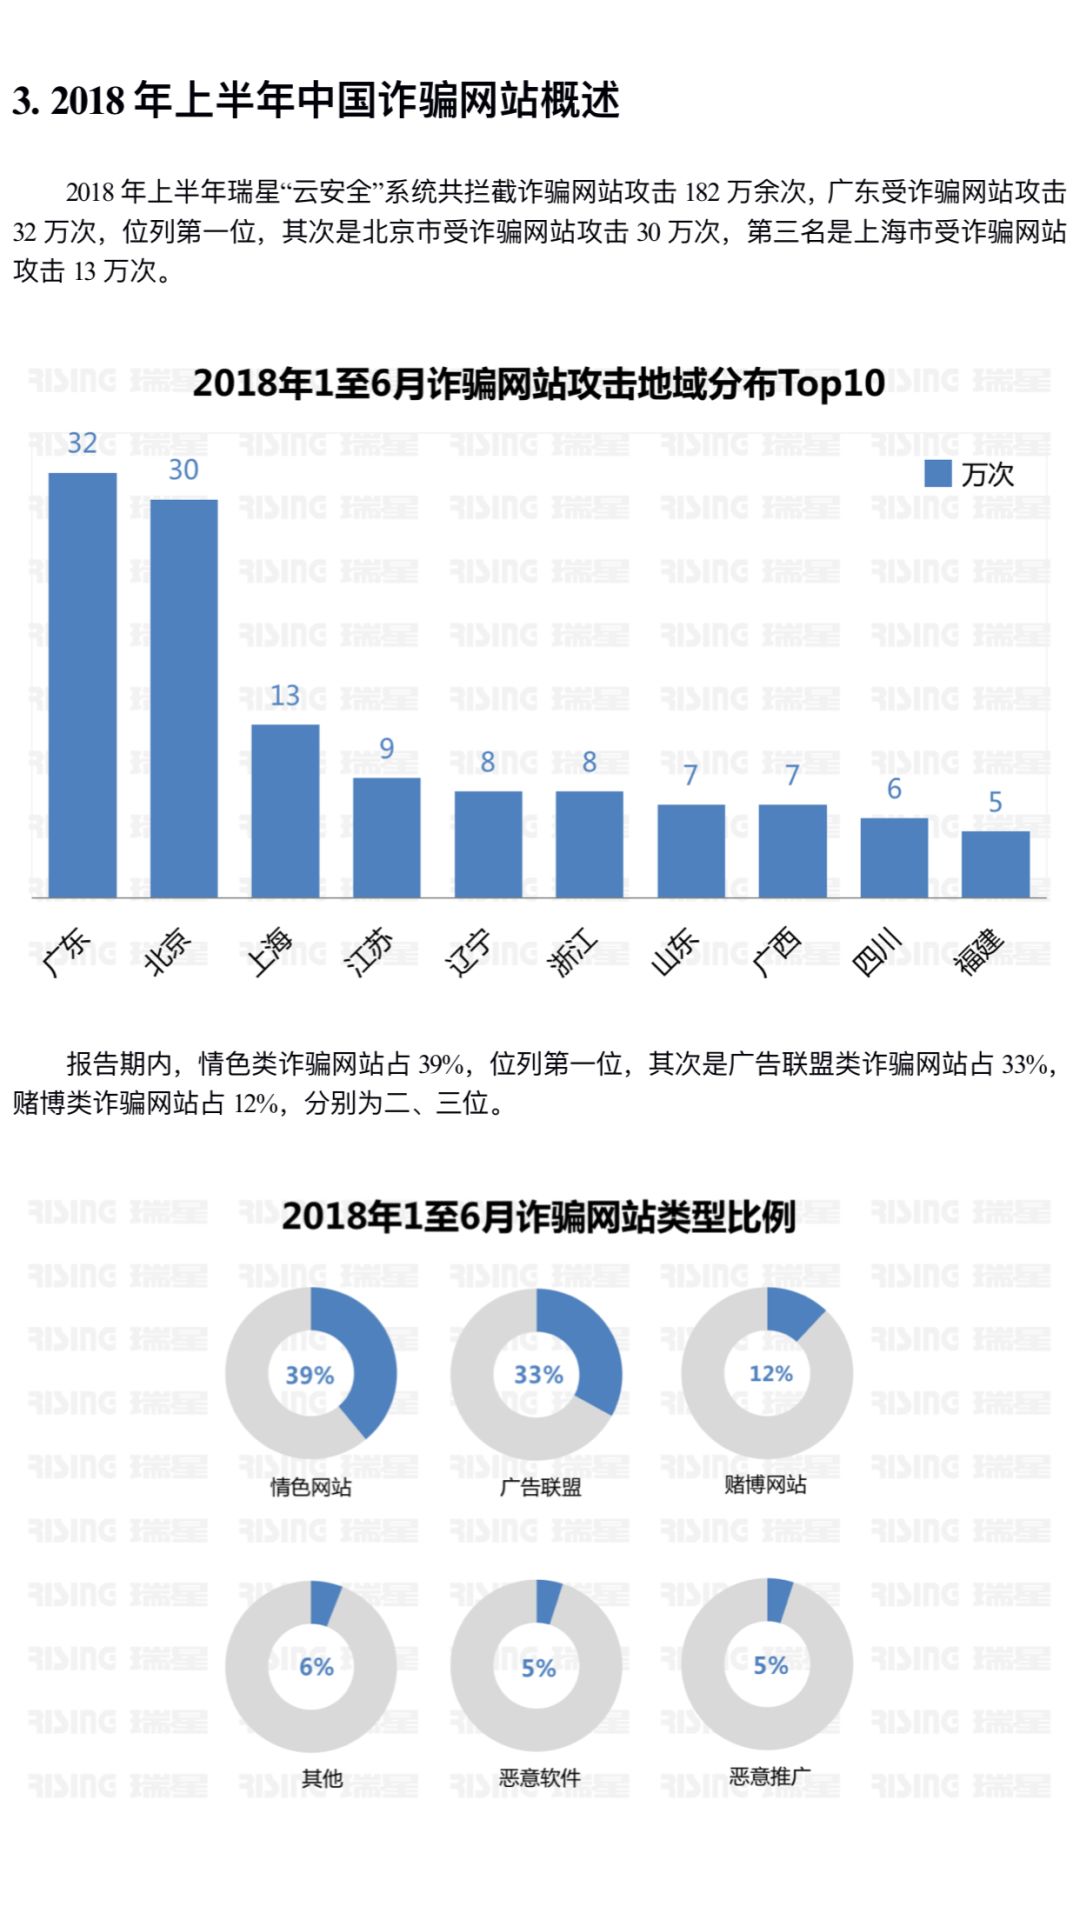 3. 2018 年上半年中国诈骗网站概述
2018 年上半年瑞星“云安全”系统共拦截诈骗网站攻击 182 万余次，广东受诈骗网站攻击
32 万次，位列第一位，其次是北京市受诈骗网站攻击 30 万次，第三名是上海市受诈骗网站
攻击 13 万次。
2018年1至6月诈骗网站攻击地域分布Top10
万次
32
30
13
9
8
8
7
7
6
5
广东
北京
上海
江苏
辽宁
浙江
山东
广西
四川
福建
报告期内，情色类诈骗网站占 39%，位列第一位，其次是广告联盟类诈骗网站占 33%，
赌博类诈骗网站占 12%，分别为二、三位。
2018年1至6月诈骗网站类型比例
39%
33%
12%
情色网站
广告联盟
赌博网站
6%
5%
5%
其他
恶意软件
恶意推广
RISING 瑞星